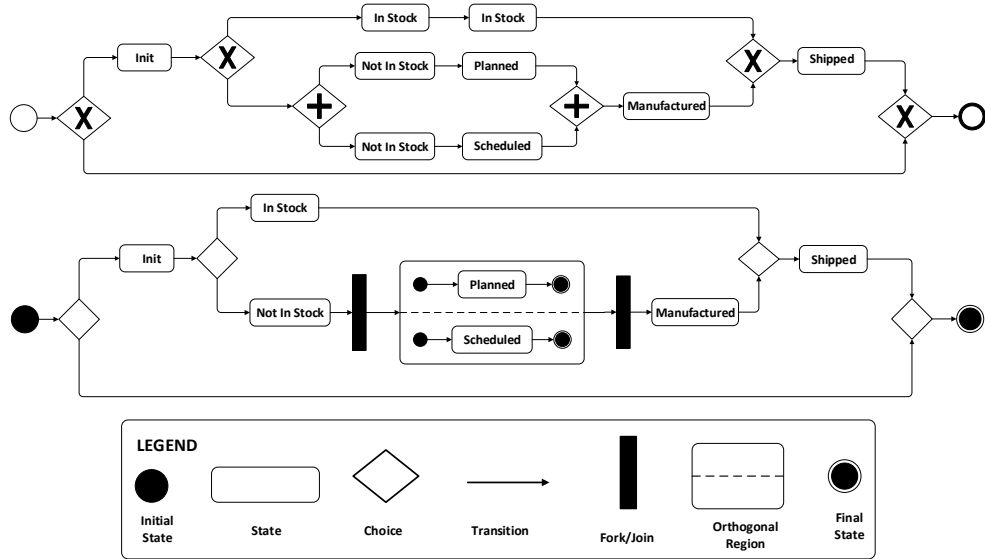 In Stock
In Stock
Init
X
X
Shipped
Not In Stock
Planned
+
+
Manufactured
X
X
Not In Stock
Scheduled
In Stock
Init
Shipped
Planned
Not In Stock
Manufactured
Scheduled
LEGEND
Initial
State
State
Choice
Transition
Fork/Join
Orthogonal
Region
Final
State